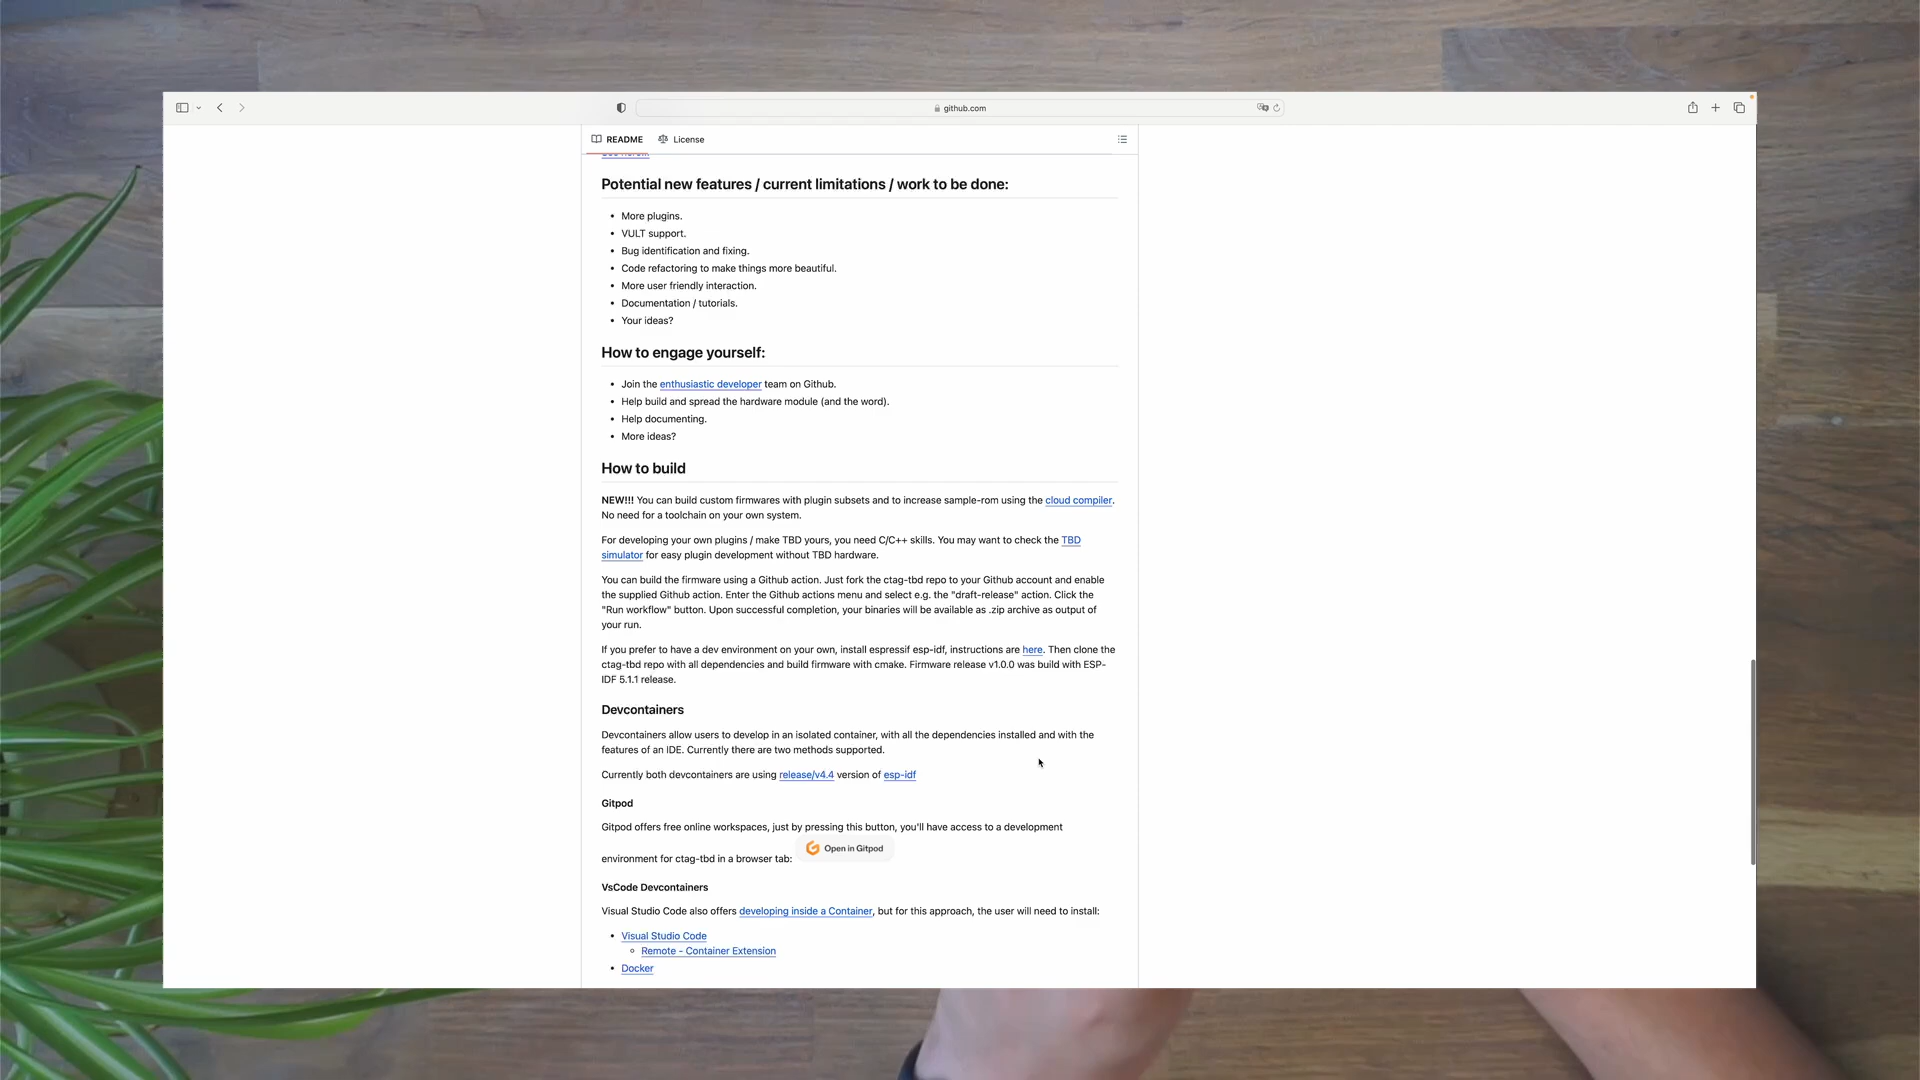 github.com
README License
Potential new features / current limitations / work to be done:
• More plugins.
• VULT support.
• Bug identification and fixing.
• Code refactoring to make things more beautiful.
• More user friendly interaction.
• Documentation / tutorials.
• Your ideas?
How to engage yourself:
• Join the enthusiastic developer team on Github.
• Help build and spread the hardware module (and the word).
• Help documenting.
• More ideas?
How to build
NEW!!! You can build custom firmwares with plugin subsets and to increase sample-rom using the cloud compiler.
No need for a toolchain on your own system.
For developing your own plugins / make TBD yours, you need C/C++ skills. You may want to check the TBD
simulator for easy plugin development without TBD hardware.
You can build the firmware using a Github action. Just fork the ctag-tbd repo to your Github account and enable
the supplied Github action. Enter the Github actions menu and select e.g. the "draft-release" action. Click the
"Run workflow" button. Upon successful completion, your binaries will be available as .zip archive as output of
your run.
If you prefer to have a dev environment on your own, install espressif esp-idf, instructions are here. Then clone the
ctag-tbd repo with all dependencies and build firmware with cmake. Firmware release v1.0.0 was build with ESP-
IDF 5.1.1 release.
Devcontainers
Devcontainers allow users to develop in an isolated container, with all the dependencies installed and with the
features of an IDE. Currently there are two methods supported.
Currently both devcontainers are using release/v4.4 version of esp-idf
Gitpod
Gitpod offers free online workspaces, just by pressing this button, you'll have access to a development
environment for ctag-tbd in a browser tab: Open in Gitpod
VsCode Devcontainers
Visual Studio Code also offers developing inside a Container, but for this approach, the user will need to install:
• Visual Studio Code
◦ Remote - Container Extension
• Docker